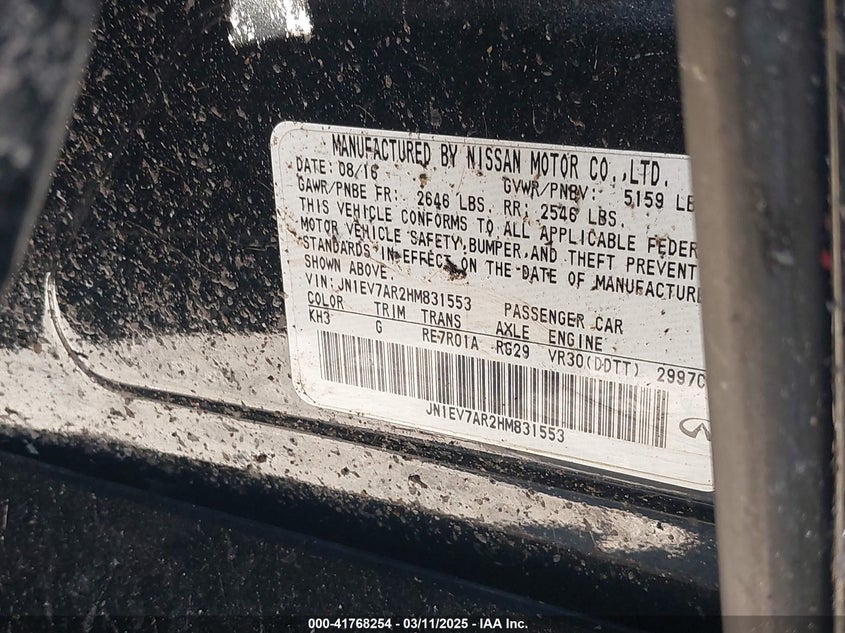 MANUFACTURED BY NISSAN MOTOR CO.,LTD.
DATE: 08/16 GVWR/PNBV: 5159 LB
GAWR/PNBE FR: 2646 LBS. RR: 2546 LBS.
THIS VEHICLE CONFORMS TO ALL APPLICABLE FEDER
MOTOR VEHICLE SAFETY,BUMPER,AND THEFT PREVENT
STANDARDS IN EFFECT ON THE DATE OF MANUFACTURE
SHOWN ABOVE.
VIN: JN1EV7AR2HM831553 PASSENGER CAR
COLOR TRIM TRANS AXLE ENGINE
KH3 G RE7R01A R629 VR30(DDTT) 2997C
JN1EV7AR2HM831553
000-41768254 - 03/11/2025 - IAA Inc.